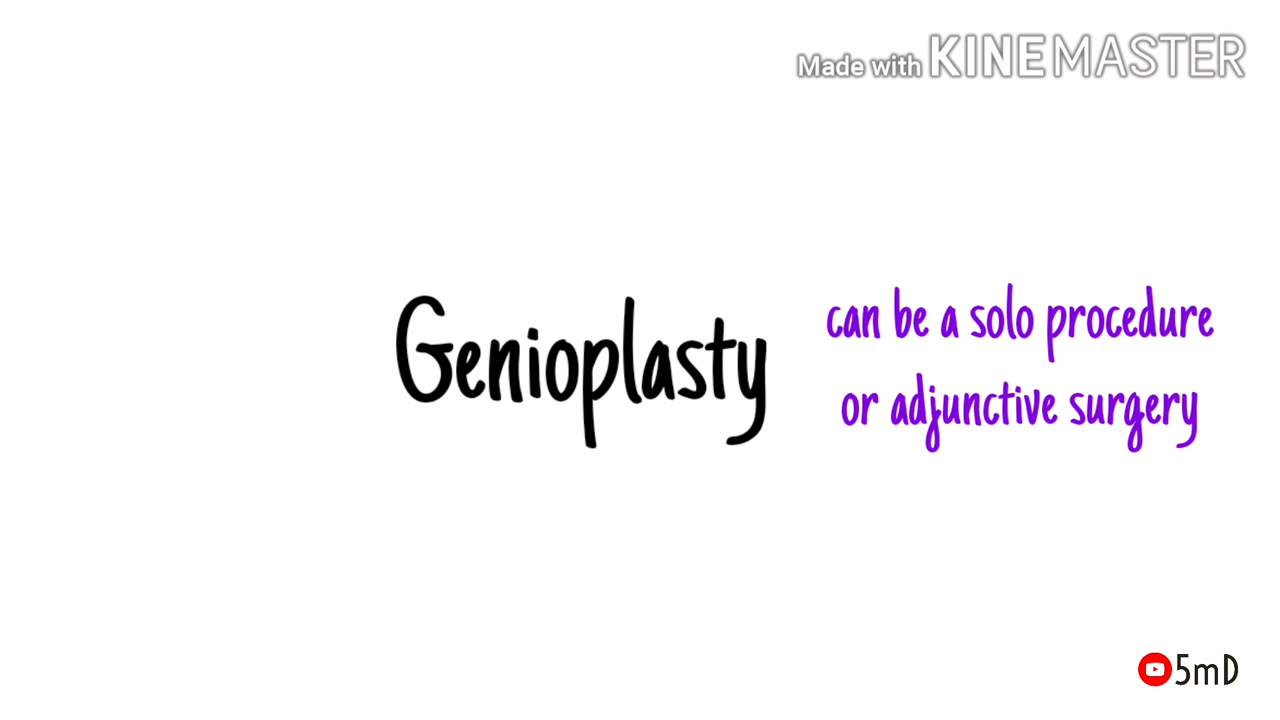 Made with KINEMASTER
Genioplasty
can be a solo procedure
or adjunctive surgery
5mD